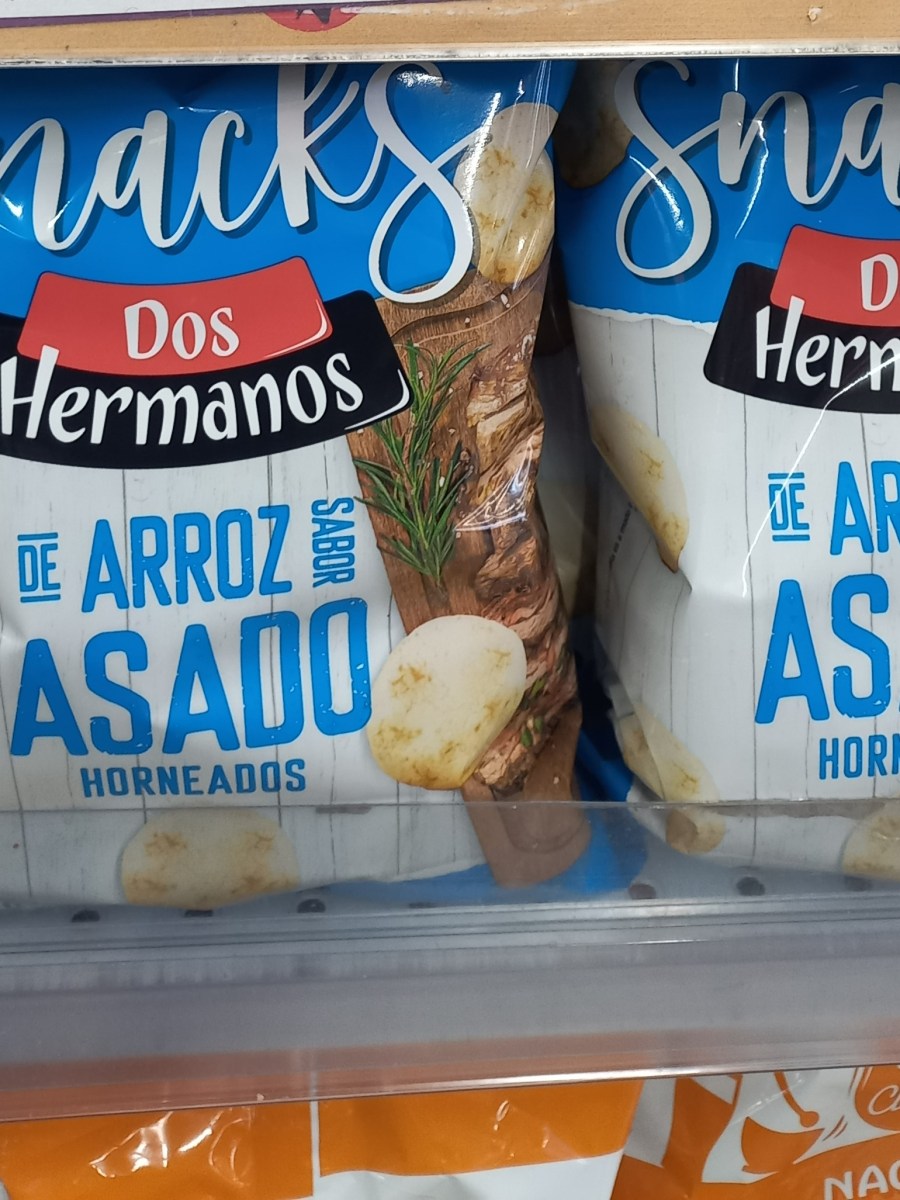 Snacks
Dos
Hermanos
DE ARROZ SABOR
ASADO
HORNEADOS